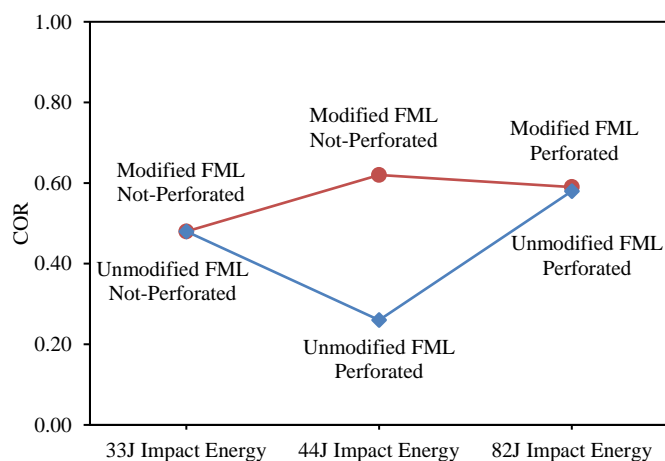 1.00
0.80
0.60
0.40
0.20
0.00
COR
Modified FML
Not-Perforated
Modified FML
Not-Perforated
Modified FML
Perforated
Unmodified FML
Not-Perforated
Unmodified FML
Perforated
Unmodified FML
Perforated
33J Impact Energy
44J Impact Energy
82J Impact Energy